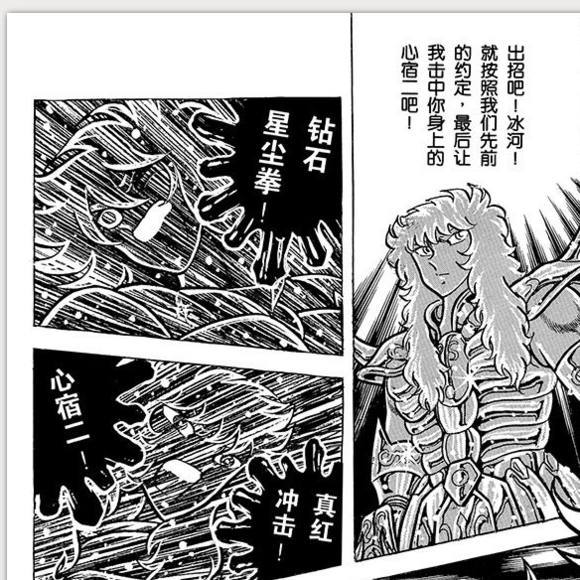 出招吧！冰河！
就按照我们先前
的约定，最后让
我击中你身上的
心宿二吧！
钻石
星尘拳！
心宿二！
真红
冲击！